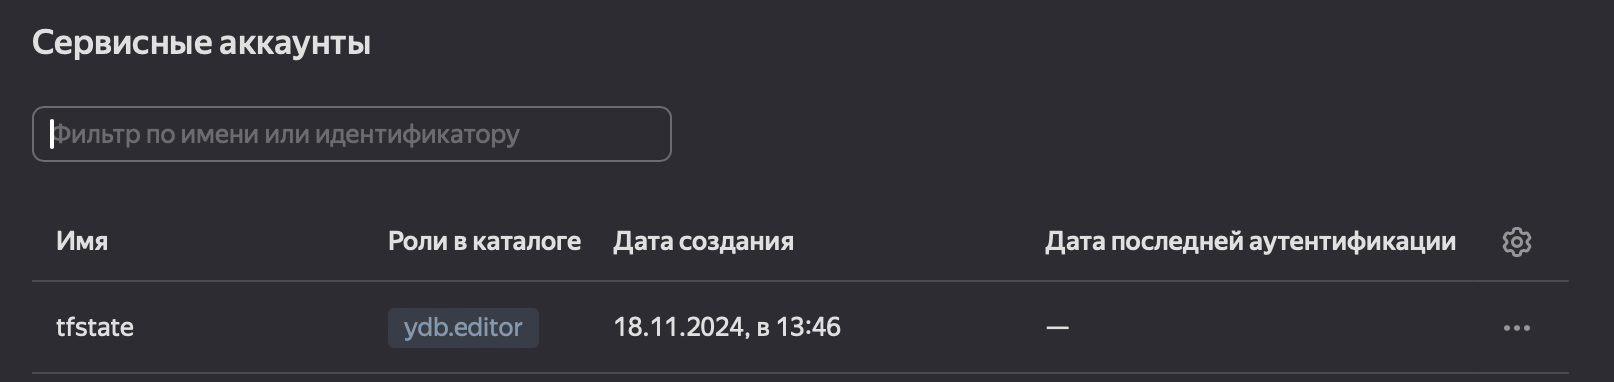 Сервисные аккаунты
Фильтр по имени или идентификатору
Имя Роли в каталоге Дата создания Дата последней аутентификации
tfstate ydb.editor 18.11.2024, в 13:46 —